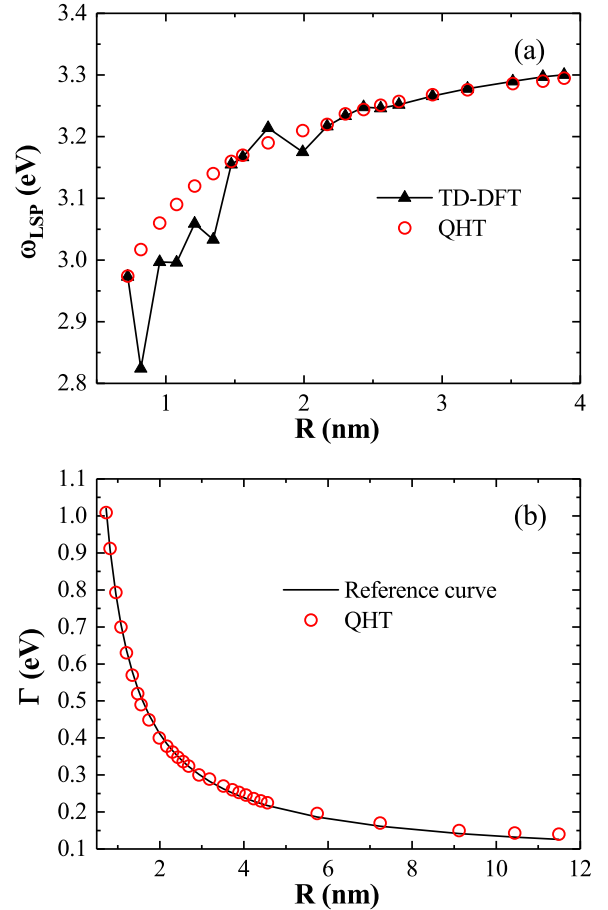 (a)
3.4
3.3
3.2
3.1
3.0
2.9
2.8
ω_LSP (eV)
TD-DFT
QHT
1 2 3 4
R (nm)
(b)
1.1
1.0
0.9
0.8
0.7
0.6
0.5
0.4
0.3
0.2
0.1
Γ (eV)
Reference curve
QHT
2 4 6 8 10 12
R (nm)